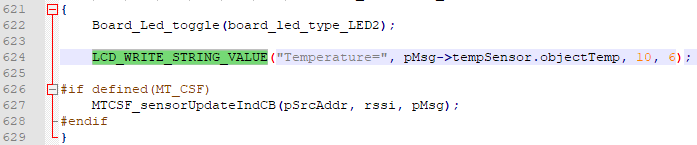 621 {
622 Board_Led_toggle(board_led_type_LED2);
623
624 LCD_WRITE_STRING_VALUE("Temperature=", pMsg->tempSensor.objectTemp, 10, 6);
625
626 #if defined(MT_CSF)
627 MTCSF_sensorUpdateIndCB(pSrcAddr, rssi, pMsg);
628 #endif
629 }